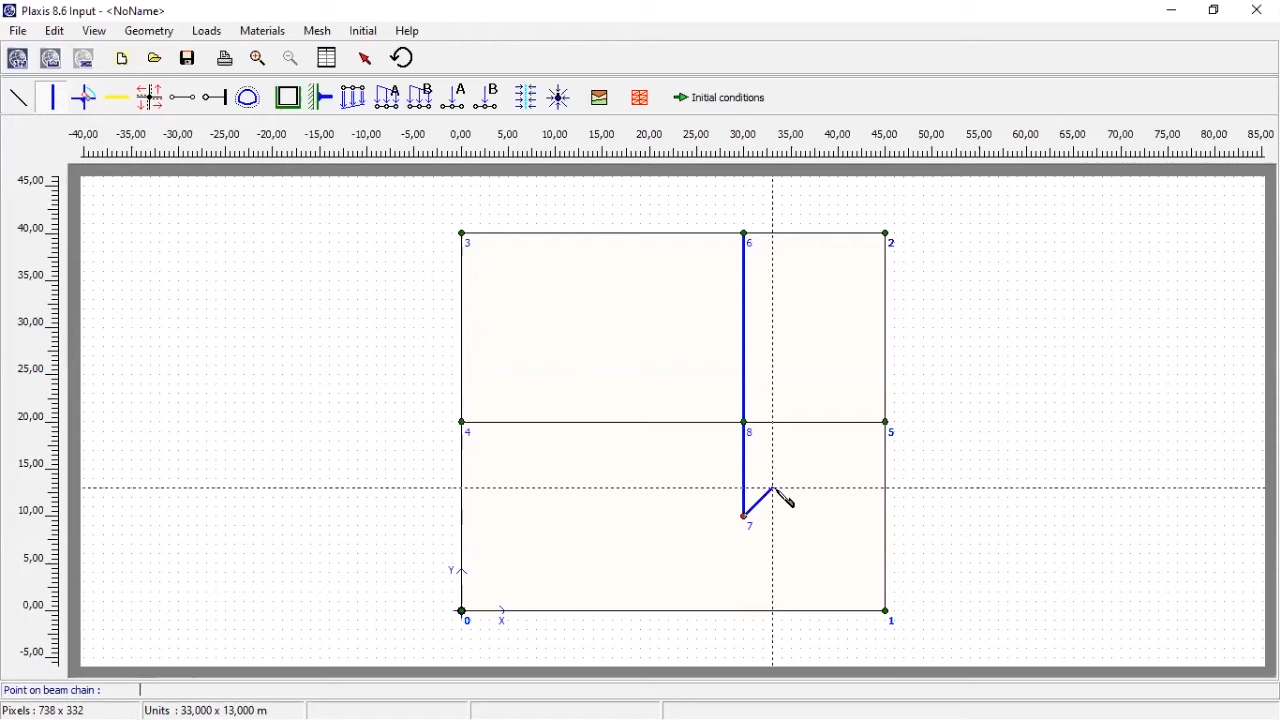 Plaxis 8.6 Input - <NoName>
File Edit View Geometry Loads Materials Mesh Initial Help
A B A B Initial conditions
-40,00 -35,00 -30,00 -25,00 -20,00 -15,00 -10,00 -5,00 0,00 5,00 10,00 15,00 20,00 25,00 30,00 35,00 40,00 45,00 50,00 55,00 60,00 65,00 70,00 75,00 80,00 85,00
45,00
40,00
3 6 2
35,00
30,00
25,00
20,00
4 8 5
15,00
10,00
7
5,00
Y
0,00
0 X 1
-5,00
Point on beam chain :
Pixels : 738 x 332 Units : 33,000 x 13,000 m